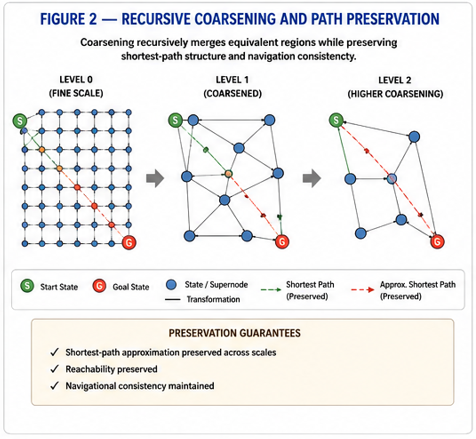 FIGURE 2 — RECURSIVE COARSENING AND PATH PRESERVATION
Coarsening recursively merges equivalent regions while preserving
shortest-path structure and navigation consistency.
LEVEL 0
(FINE SCALE)
LEVEL 1
(COARSENED)
LEVEL 2
(HIGHER COARSENING)
S
G
S
G
S
G
S Start State
G Goal State
State / Supernode
Transformation
Shortest Path
(Preserved)
Approx. Shortest Path
(Preserved)
PRESERVATION GUARANTEES
✓ Shortest-path approximation preserved across scales
✓ Reachability preserved
✓ Navigational consistency maintained